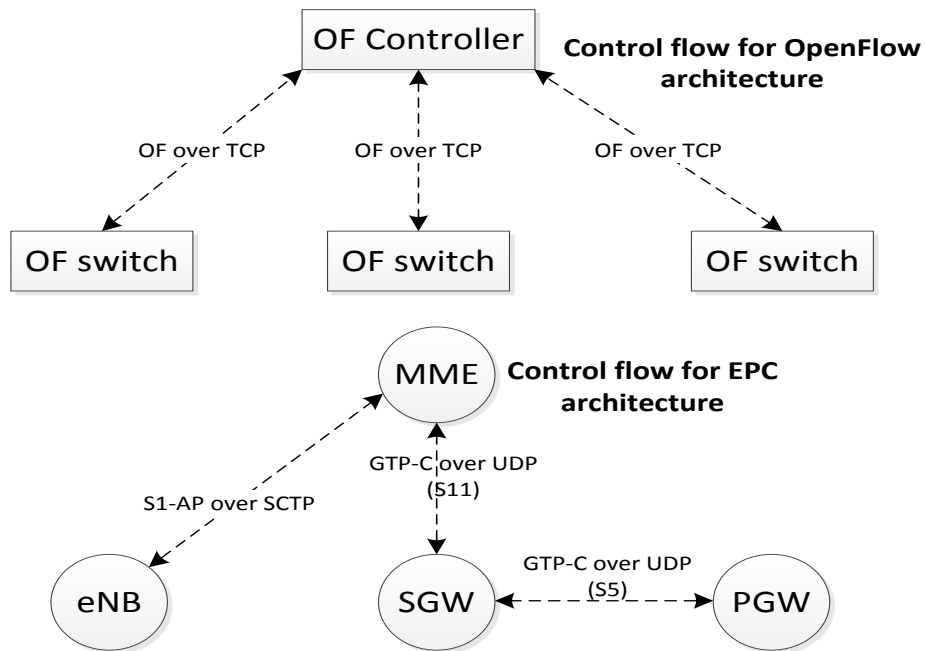 OF Controller
Control flow for OpenFlow
architecture
OF over TCP
OF over TCP
OF over TCP
OF switch
OF switch
OF switch
MME
Control flow for EPC
architecture
GTP-C over UDP
(S11)
S1-AP over SCTP
GTP-C over UDP
(S5)
eNB
SGW
PGW